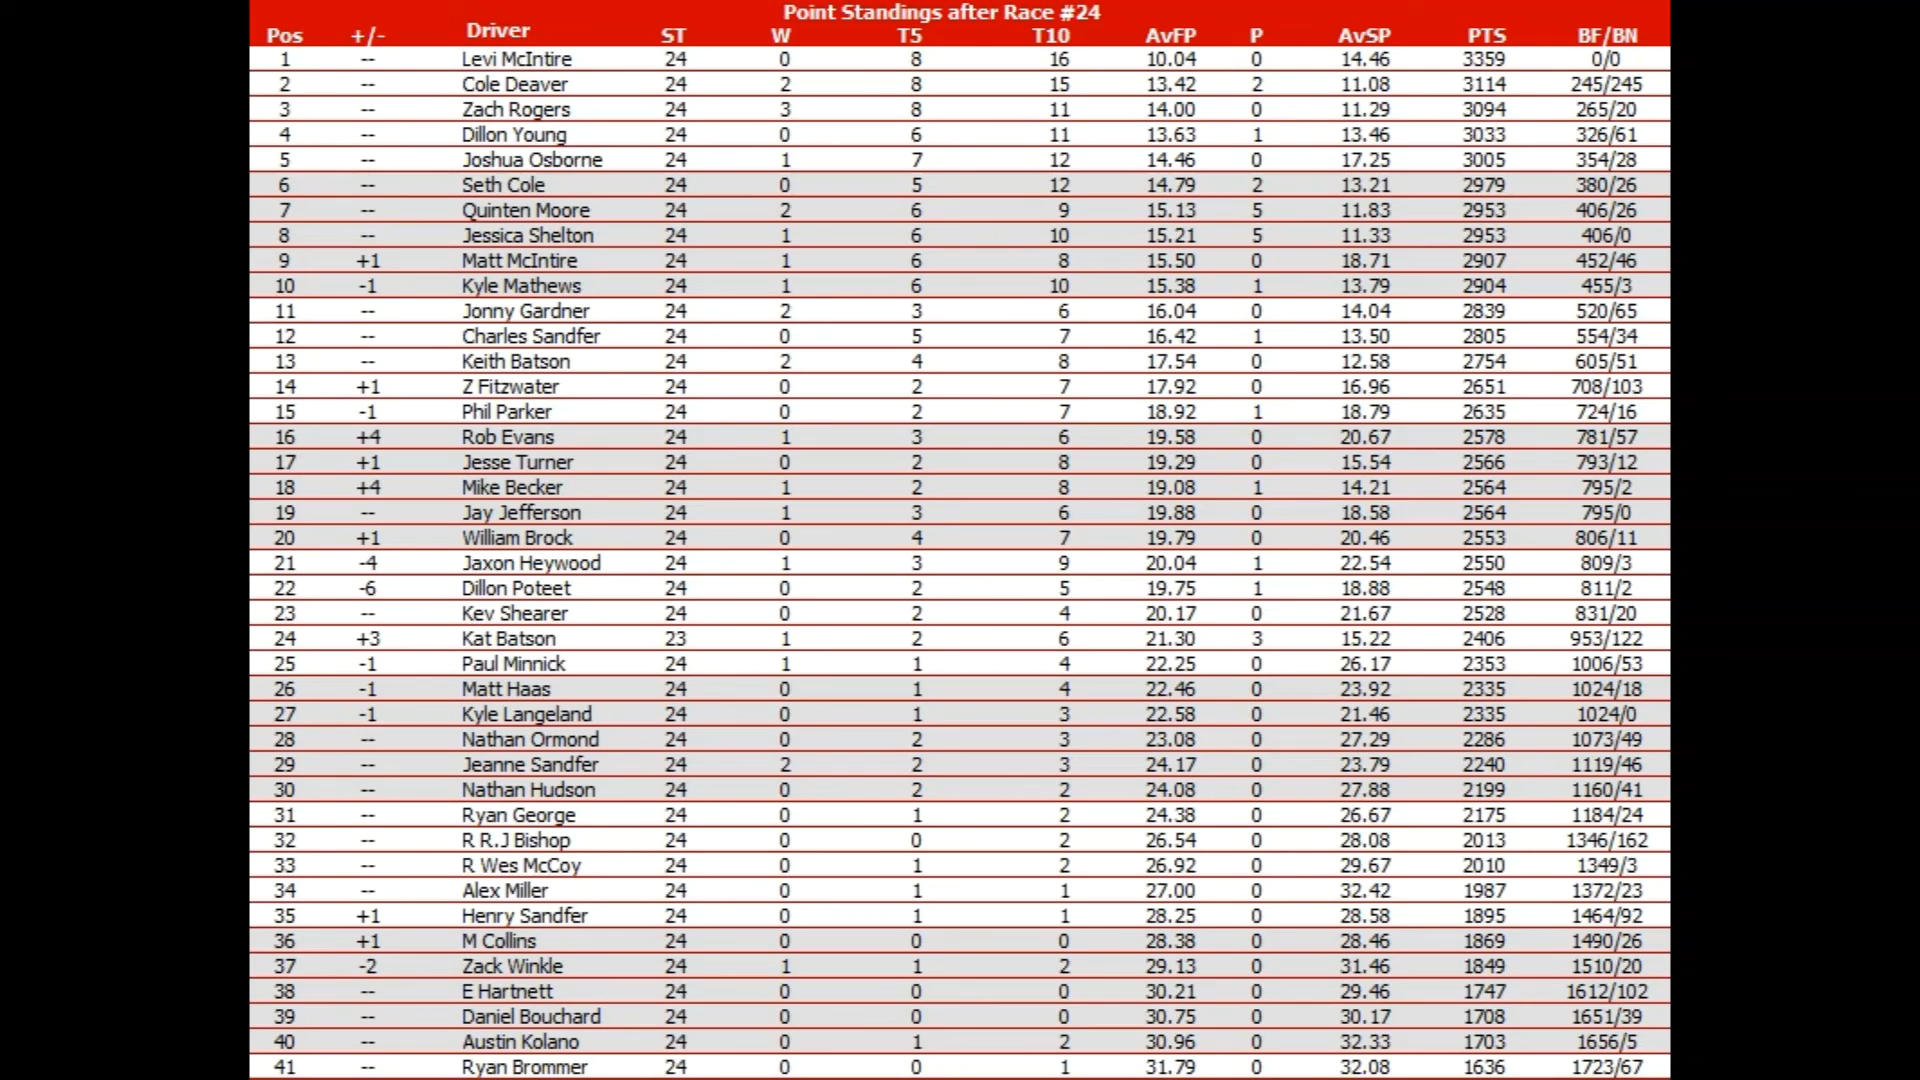 Point Standings after Race #24
Pos +/- Driver ST W T5 T10 AvFP P AvSP PTS BF/BN
1 -- Levi McIntire 24 0 8 16 10.04 0 14.46 3359 0/0
2 -- Cole Deaver 24 2 8 15 13.42 2 11.08 3114 245/245
3 -- Zach Rogers 24 3 8 11 14.00 0 11.29 3094 265/20
4 -- Dillon Young 24 0 6 11 13.63 1 13.46 3033 326/61
5 -- Joshua Osborne 24 1 7 12 14.46 0 17.25 3005 354/28
6 -- Seth Cole 24 0 5 12 14.79 2 13.21 2979 380/26
7 -- Quinten Moore 24 2 6 9 15.13 5 11.83 2953 406/26
8 -- Jessica Shelton 24 1 6 10 15.21 5 11.33 2953 406/0
9 +1 Matt McIntire 24 1 6 8 15.50 0 18.71 2907 452/46
10 -1 Kyle Mathews 24 1 6 10 15.38 1 13.79 2904 455/3
11 -- Jonny Gardner 24 2 3 6 16.04 0 14.04 2839 520/65
12 -- Charles Sandfer 24 0 5 7 16.42 1 13.50 2805 554/34
13 -- Keith Batson 24 2 4 8 17.54 0 12.58 2754 605/51
14 +1 Z Fitzwater 24 0 2 7 17.92 0 16.96 2651 708/103
15 -1 Phil Parker 24 0 2 7 18.92 1 18.79 2635 724/16
16 +4 Rob Evans 24 1 3 6 19.58 0 20.67 2578 781/57
17 +1 Jesse Turner 24 0 2 8 19.29 0 15.54 2566 793/12
18 +4 Mike Becker 24 1 2 8 19.08 1 14.21 2564 795/2
19 -- Jay Jefferson 24 1 3 6 19.88 0 18.58 2564 795/0
20 +1 William Brock 24 0 4 7 19.79 0 20.46 2553 806/11
21 -4 Jaxon Heywood 24 1 3 9 20.04 1 22.54 2550 809/3
22 -6 Dillon Poteet 24 0 2 5 19.75 1 18.88 2548 811/2
23 -- Kev Shearer 24 0 2 4 20.17 0 21.67 2528 831/20
24 +3 Kat Batson 23 1 2 6 21.30 3 15.22 2406 953/122
25 -1 Paul Minnick 24 1 1 4 22.25 0 26.17 2353 1006/53
26 -1 Matt Haas 24 0 1 4 22.46 0 23.92 2335 1024/18
27 -1 Kyle Langeland 24 0 1 3 22.58 0 21.46 2335 1024/0
28 -- Nathan Ormond 24 0 2 3 23.08 0 27.29 2286 1073/49
29 -- Jeanne Sandfer 24 2 2 3 24.17 0 23.79 2240 1119/46
30 -- Nathan Hudson 24 0 2 2 24.08 0 27.88 2199 1160/41
31 -- Ryan George 24 0 1 2 24.38 0 26.67 2175 1184/24
32 -- R R.J Bishop 24 0 0 2 26.54 0 28.08 2013 1346/162
33 -- R Wes McCoy 24 0 1 2 26.92 0 29.67 2010 1349/3
34 -- Alex Miller 24 0 1 1 27.00 0 32.42 1987 1372/23
35 +1 Henry Sandfer 24 0 1 1 28.25 0 28.58 1895 1464/92
36 +1 M Collins 24 0 0 0 28.38 0 28.46 1869 1490/26
37 -2 Zack Winkle 24 1 1 2 29.13 0 31.46 1849 1510/20
38 -- E Hartnett 24 0 0 0 30.21 0 29.46 1747 1612/102
39 -- Daniel Bouchard 24 0 0 0 30.75 0 30.17 1708 1651/39
40 -- Austin Kolano 24 0 1 2 30.96 0 32.33 1703 1656/5
41 -- Ryan Brommer 24 0 0 1 31.79 0 32.08 1636 1723/67